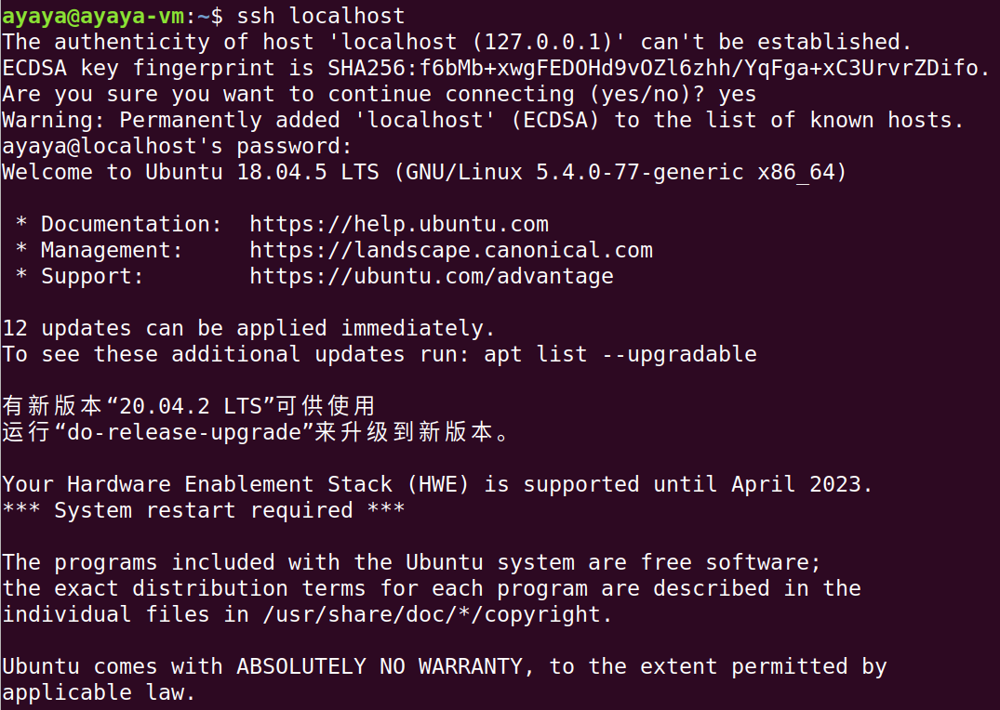 ayaya@ayaya-vm:~$ ssh localhost
The authenticity of host 'localhost (127.0.0.1)' can't be established.
ECDSA key fingerprint is SHA256:f6bMb+xwgFEDOHd9vOZl6zhh/YqFga+xC3UrvrZDifo.
Are you sure you want to continue connecting (yes/no)? yes
Warning: Permanently added 'localhost' (ECDSA) to the list of known hosts.
ayaya@localhost's password:
Welcome to Ubuntu 18.04.5 LTS (GNU/Linux 5.4.0-77-generic x86_64)
 * Documentation:  https://help.ubuntu.com
 * Management:     https://landscape.canonical.com
 * Support:        https://ubuntu.com/advantage
12 updates can be applied immediately.
To see these additional updates run: apt list --upgradable
有新版本“20.04.2 LTS”可供使用
运行“do-release-upgrade”来升级到新版本。
Your Hardware Enablement Stack (HWE) is supported until April 2023.
*** System restart required ***
The programs included with the Ubuntu system are free software;
the exact distribution terms for each program are described in the
individual files in /usr/share/doc/*/copyright.
Ubuntu comes with ABSOLUTELY NO WARRANTY, to the extent permitted by
applicable law.